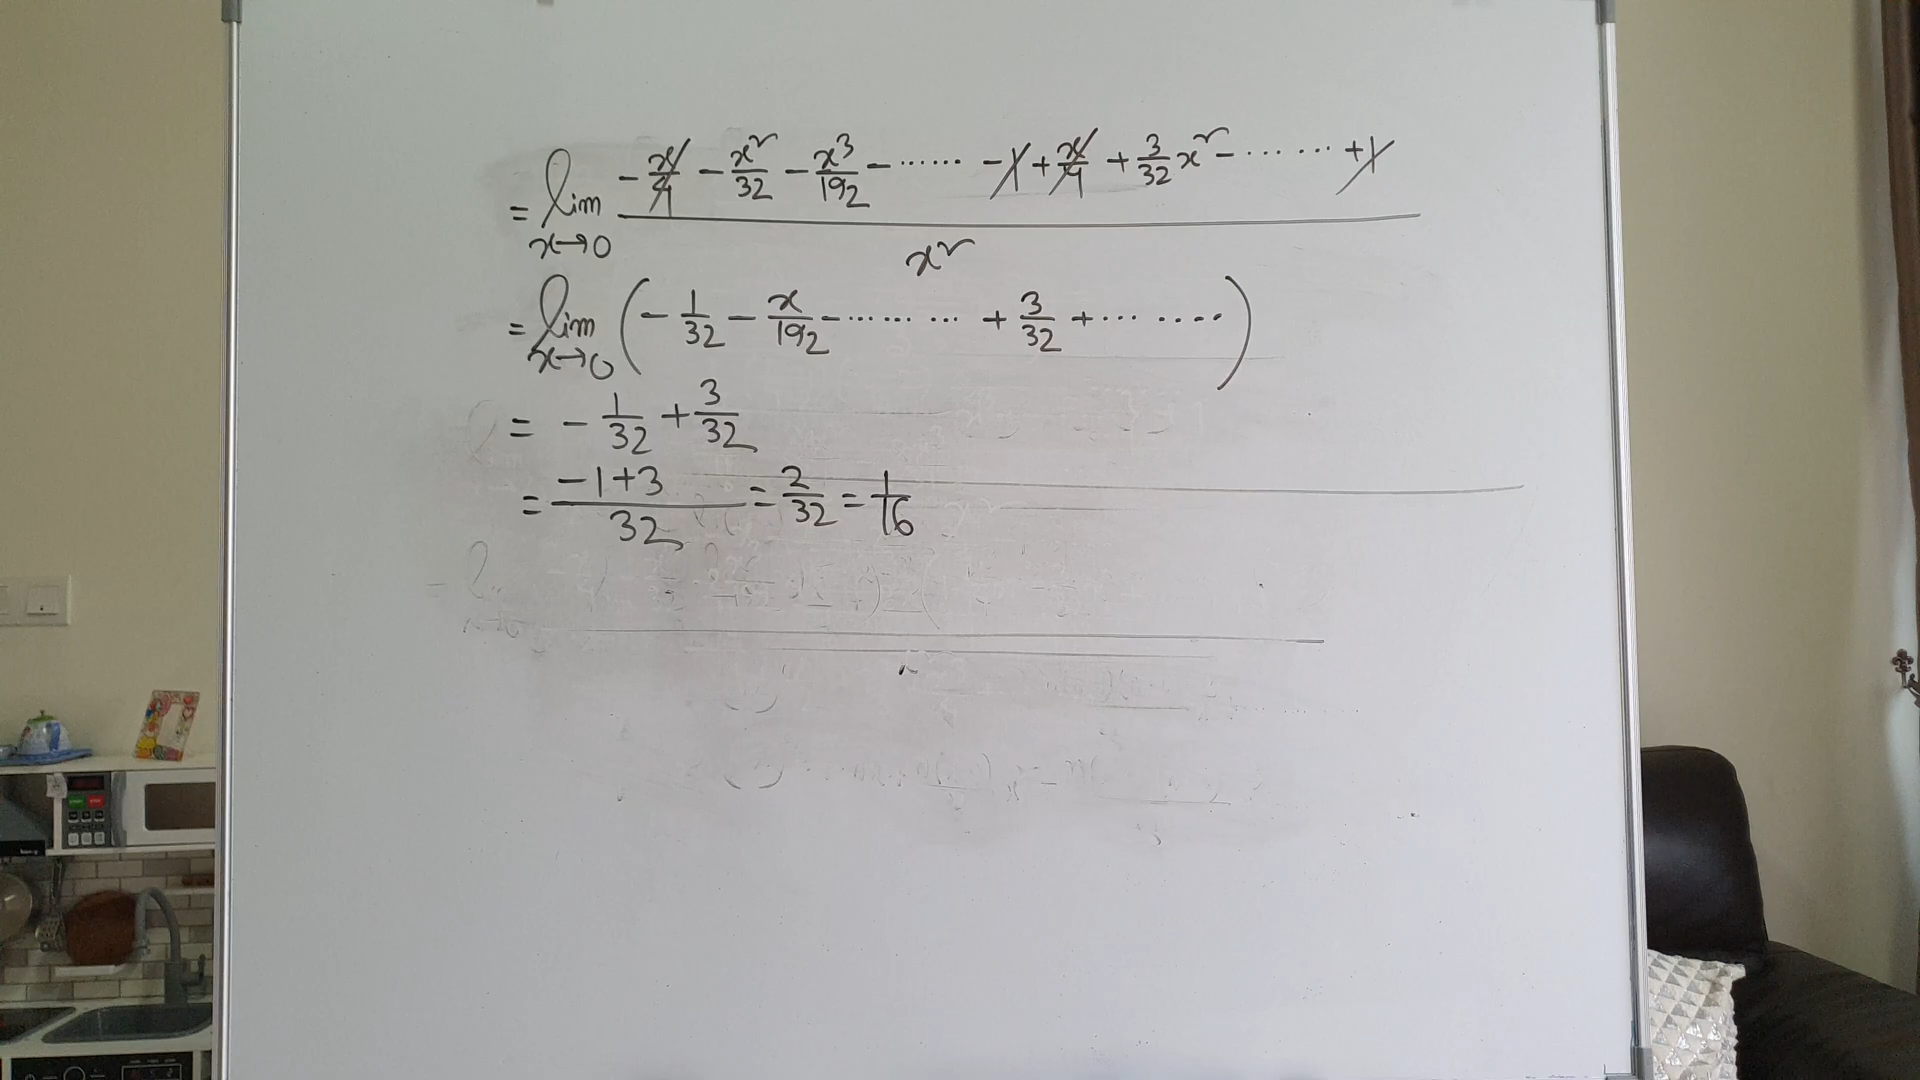 = lim x→0 (-x/4 - x²/32 - x³/192 - ...... - 1 + x/4 + 3/32 x² - ...... + 1) / x²
= lim x→0 (- 1/32 - x/192 - ...... ... + 3/32 + ... ....)
= - 1/32 + 3/32
= (-1+3)/32 = 2/32 = 1/16